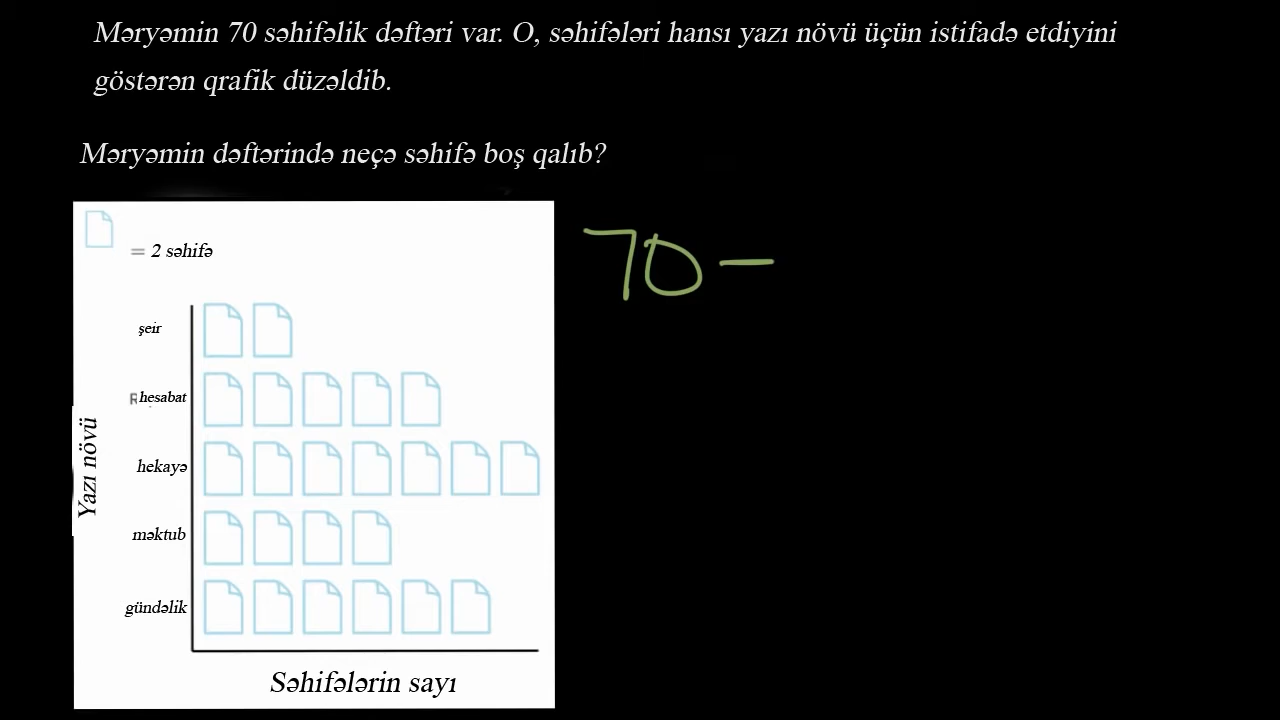 Məryəmin 70 səhifəlik dəftəri var. O, səhifələri hansı yazı növü üçün istifadə etdiyini
göstərən qrafik düzəldib.
Məryəmin dəftərində neçə səhifə boş qalıb?
= 2 səhifə
70 –
şeir
hesabat
hekayə
məktub
gündəlik
Yazı növü
Səhifələrin sayı